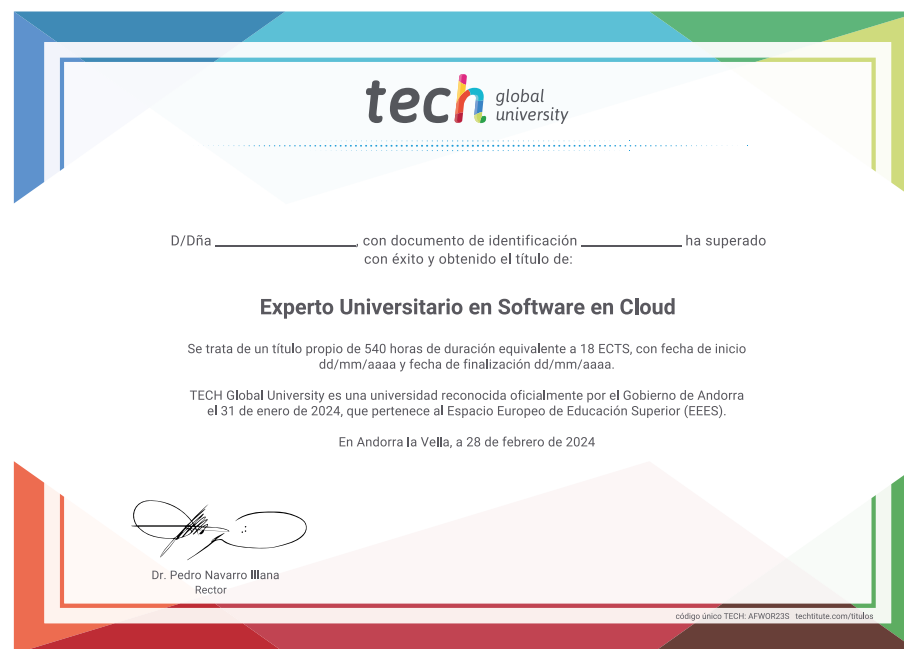 tech global university
D/Dña ____________________, con documento de identificación ______________ ha superado
con éxito y obtenido el título de:
Experto Universitario en Software en Cloud
Se trata de un título propio de 540 horas de duración equivalente a 18 ECTS, con fecha de inicio
dd/mm/aaaa y fecha de finalización dd/mm/aaaa.
TECH Global University es una universidad reconocida oficialmente por el Gobierno de Andorra
el 31 de enero de 2024, que pertenece al Espacio Europeo de Educación Superior (EEES).
En Andorra la Vella, a 28 de febrero de 2024
Dr. Pedro Navarro Illana
Rector
código único TECH: AFWOR23S techtitute.com/titulos